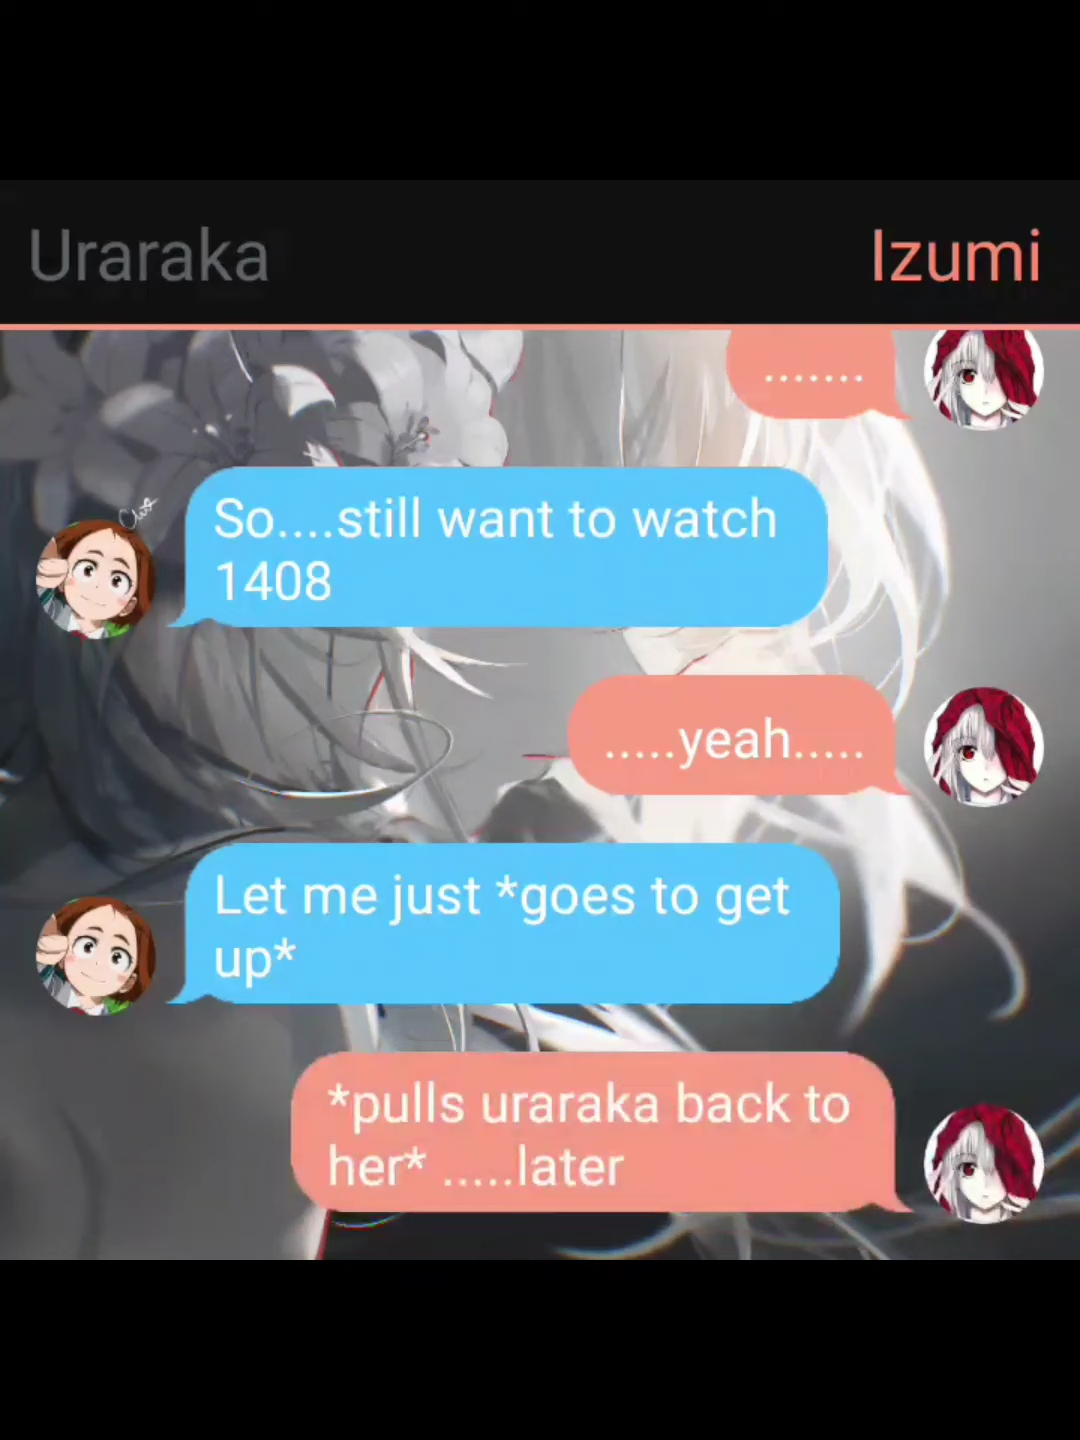 Uraraka
Izumi
.......
So....still want to watch
1408
.....yeah.....
Let me just *goes to get
up*
*pulls uraraka back to
her* .....later